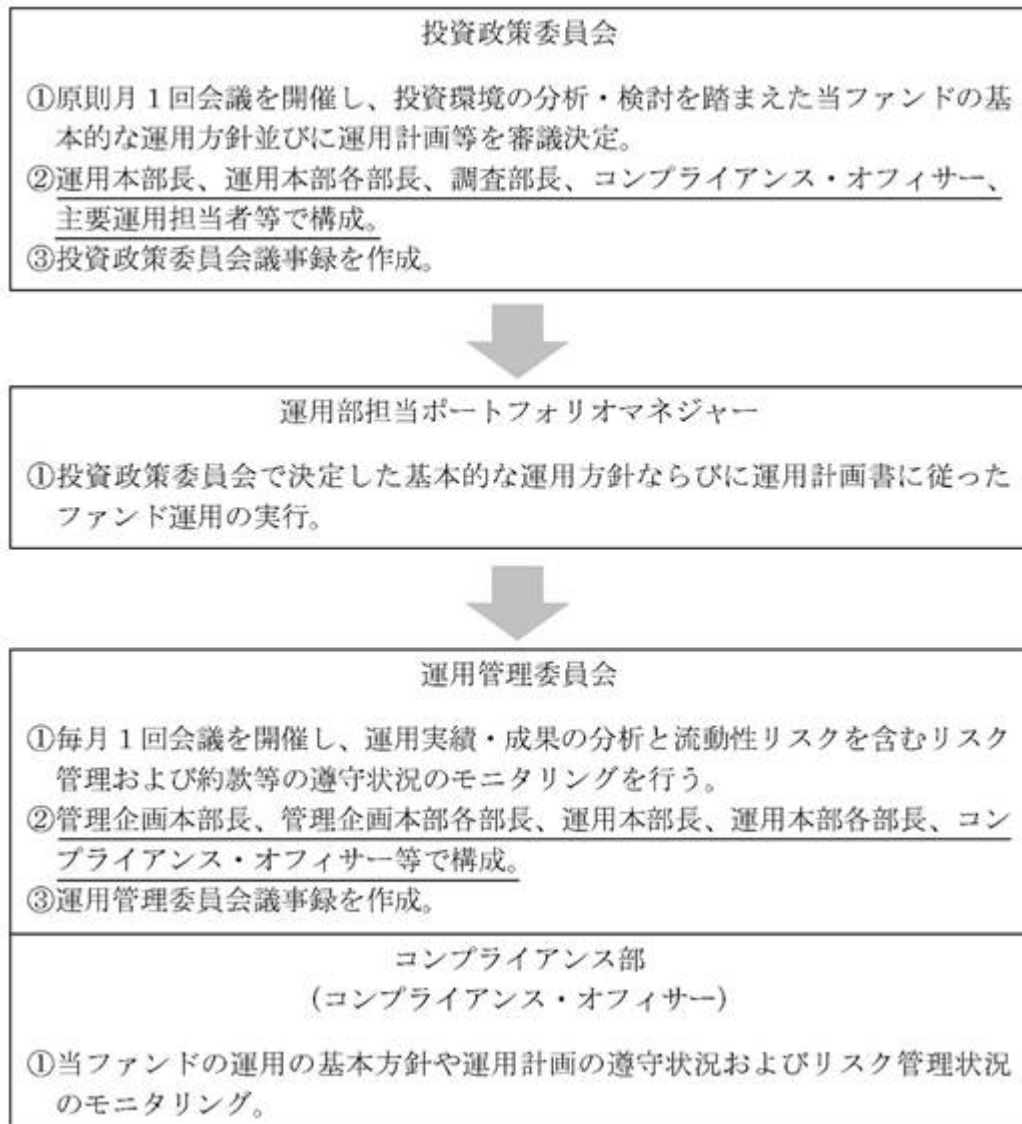 投資政策委員会
①原則月1回会議を開催し、投資環境の分析・検討を踏まえた当ファンドの基
本的な運用方針並びに運用計画等を審議決定。
②運用本部長、運用本部各部長、調査部長、コンプライアンス・オフィサー、
主要運用担当者等で構成。
③投資政策委員会議事録を作成。
運用部担当ポートフォリオマネジャー
①投資政策委員会で決定した基本的な運用方針ならびに運用計画書に従った
ファンド運用の実行。
運用管理委員会
①毎月1回会議を開催し、運用実績・成果の分析と流動性リスクを含むリスク
管理および約款等の遵守状況のモニタリングを行う。
②管理企画本部長、管理企画本部各部長、運用本部長、運用本部各部長、コン
プライアンス・オフィサー等で構成。
③運用管理委員会議事録を作成。
コンプライアンス部
(コンプライアンス・オフィサー)
①当ファンドの運用の基本方針や運用計画の遵守状況およびリスク管理状況
のモニタリング。